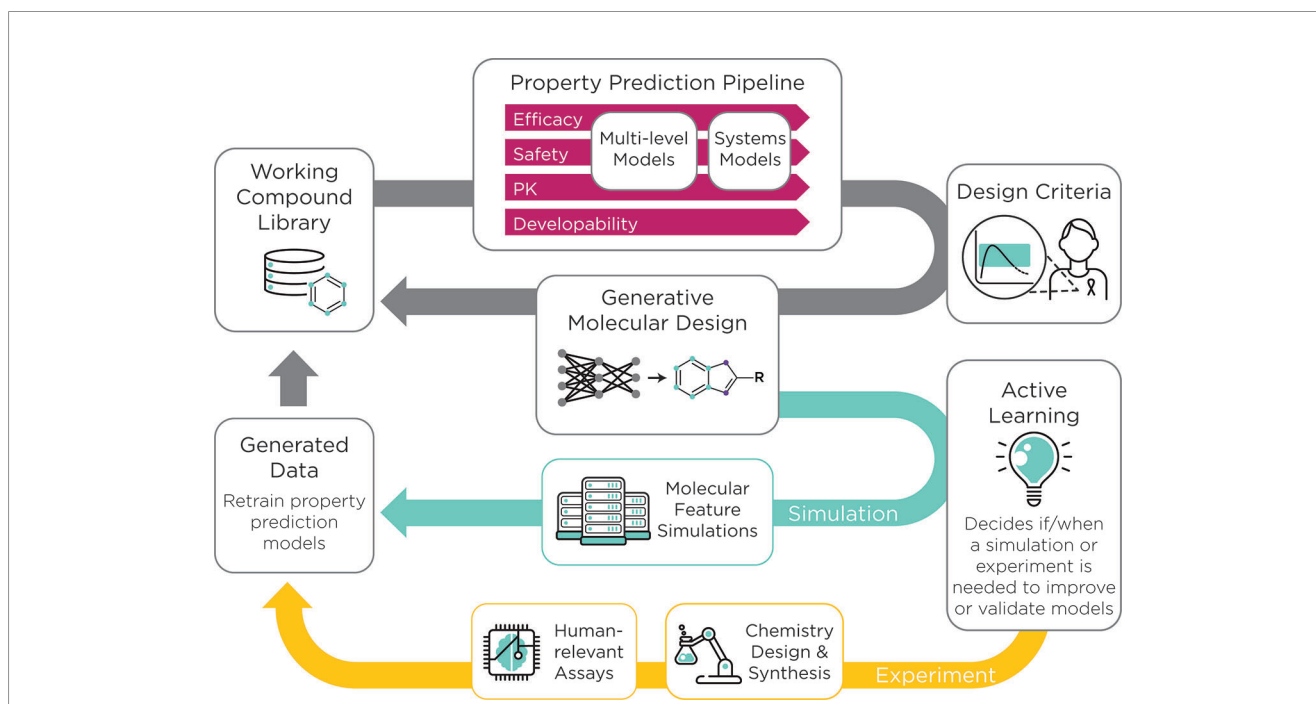 Property Prediction Pipeline
Efficacy
Safety
PK
Developability
Multi-level
Models
Systems
Models
Working
Compound
Library
Design Criteria
Generative
Molecular Design
R
Active
Learning
Decides if/when
a simulation or
experiment is
needed to improve
or validate models
Generated
Data
Retrain property
prediction
models
Molecular
Feature
Simulations
Simulation
Human-
relevant
Assays
Chemistry
Design &
Synthesis
Experiment